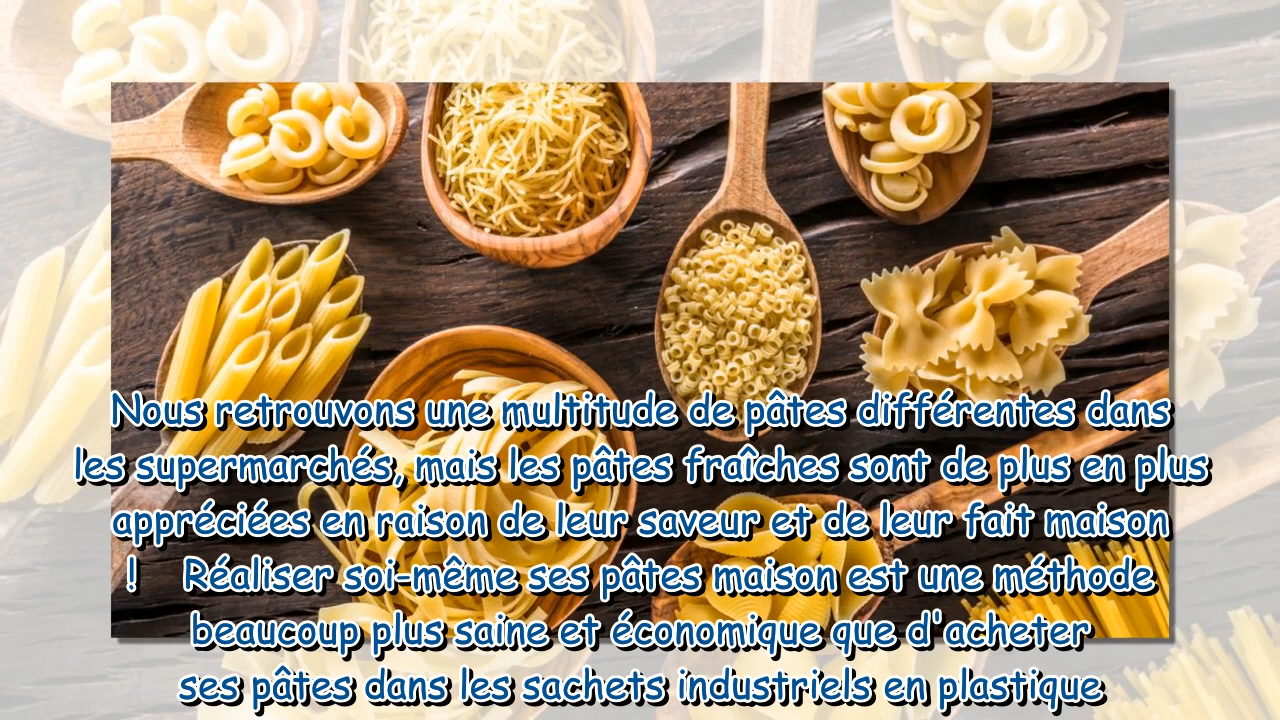 Nous retrouvons une multitude de pâtes différentes dans
les supermarchés, mais les pâtes fraîches sont de plus en plus
appréciées en raison de leur saveur et de leur fait maison
! Réaliser soi-même ses pâtes maison est une méthode
beaucoup plus saine et économique que d'acheter
ses pâtes dans les sachets industriels en plastique